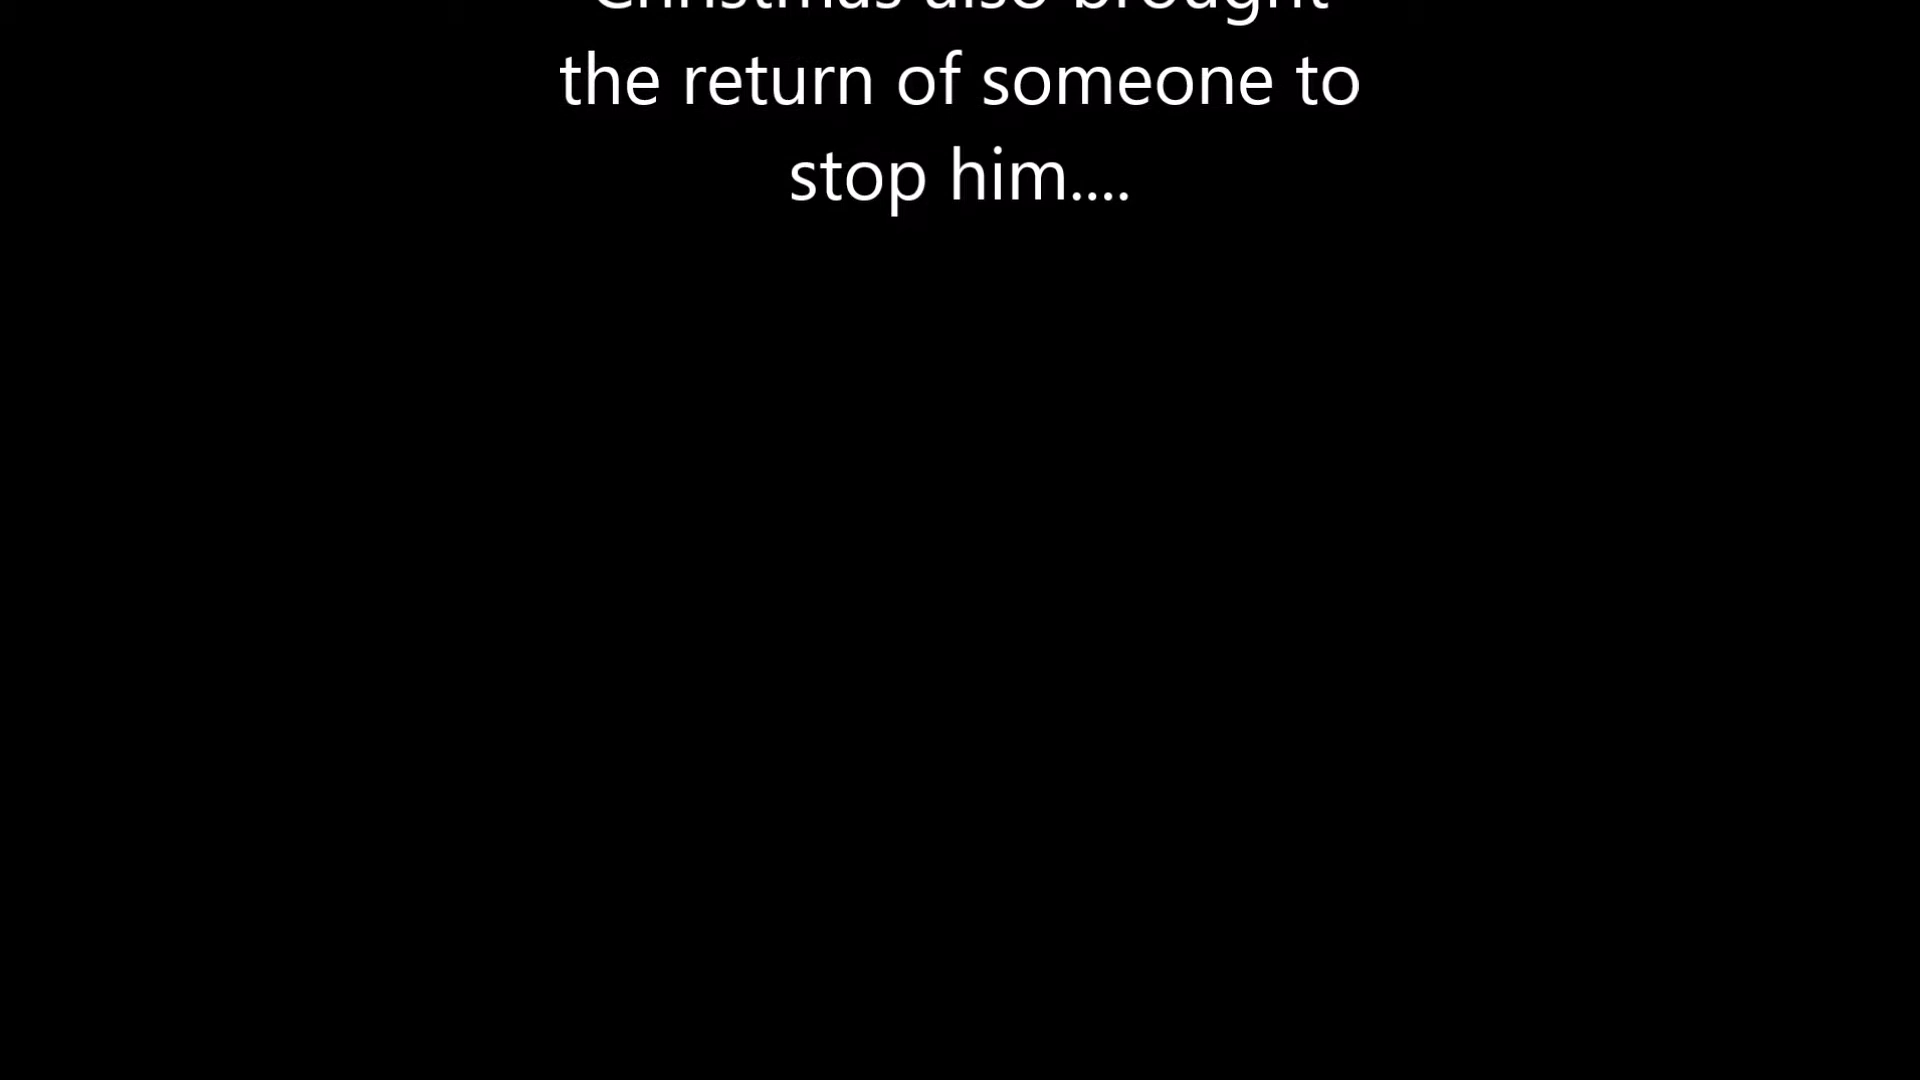 Christmas also brought
the return of someone to
stop him....